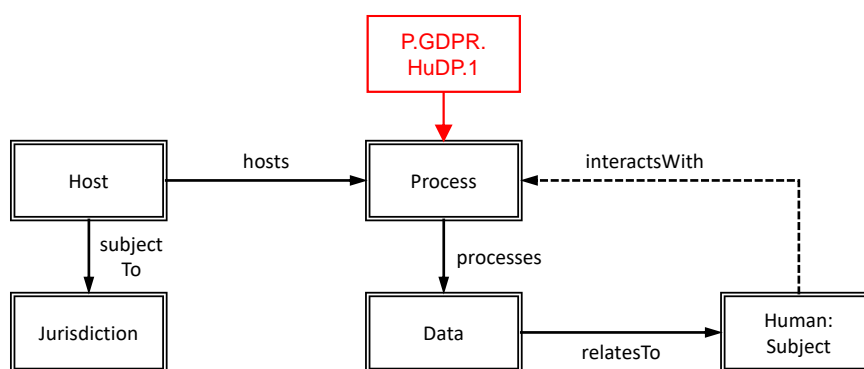 P.GDPR.
HuDP.1
hosts
interactsWith
Host
Process
subject
To
processes
Jurisdiction
Data
relatesTo
Human:
Subject